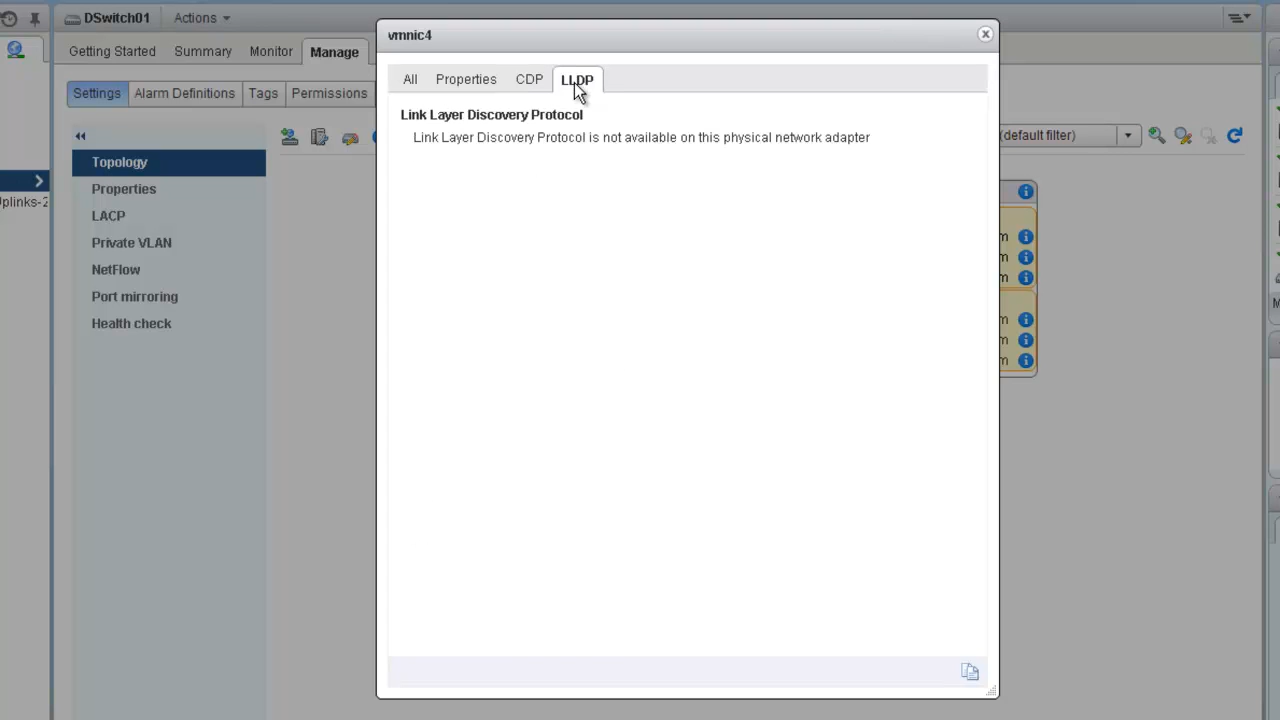 DSwitch01 Actions
vmnic4
Getting Started Summary Monitor Manage
All Properties CDP LLDP
Settings Alarm Definitions Tags Permissions
Link Layer Discovery Protocol
Link Layer Discovery Protocol is not available on this physical network adapter
(default filter)
Topology
Properties
LACP
Private VLAN
NetFlow
Port mirroring
Health check
plinks-2
m
m
m
m
m
m